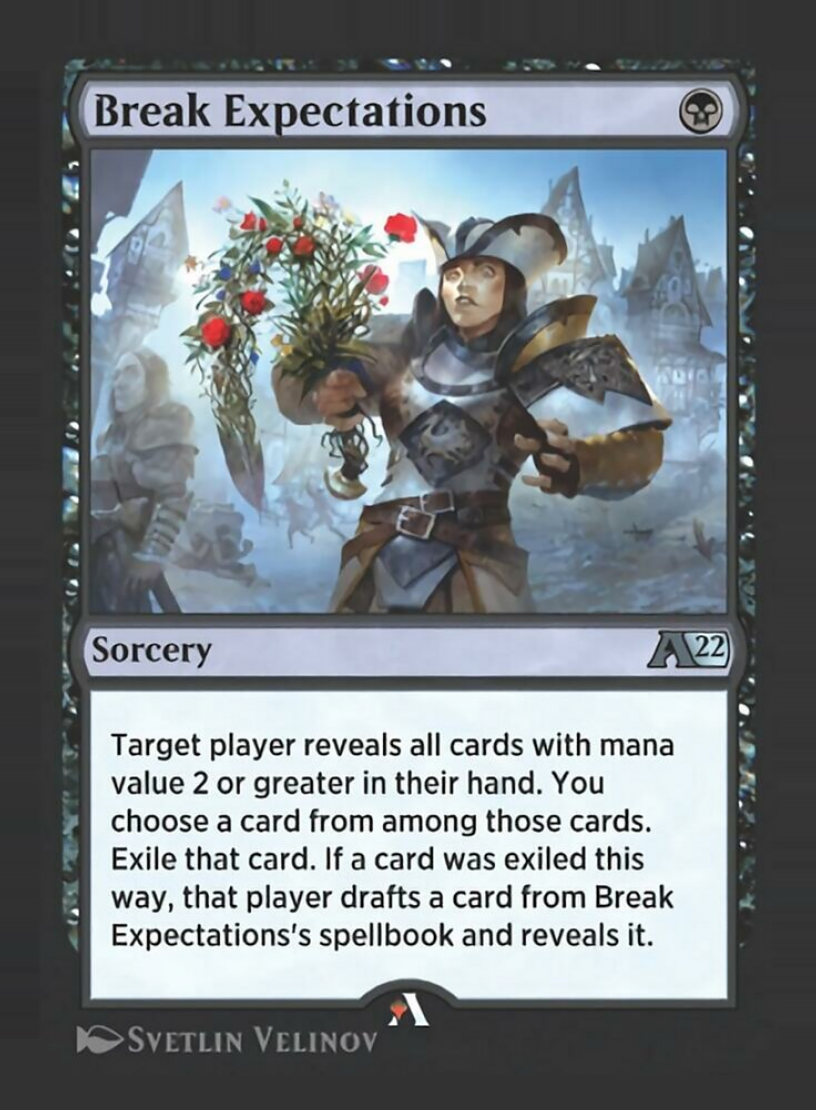 Break Expectations
Sorcery
A22
Target player reveals all cards with mana
value 2 or greater in their hand. You
choose a card from among those cards.
Exile that card. If a card was exiled this
way, that player drafts a card from Break
Expectations's spellbook and reveals it.
A
Svetlin Velinov